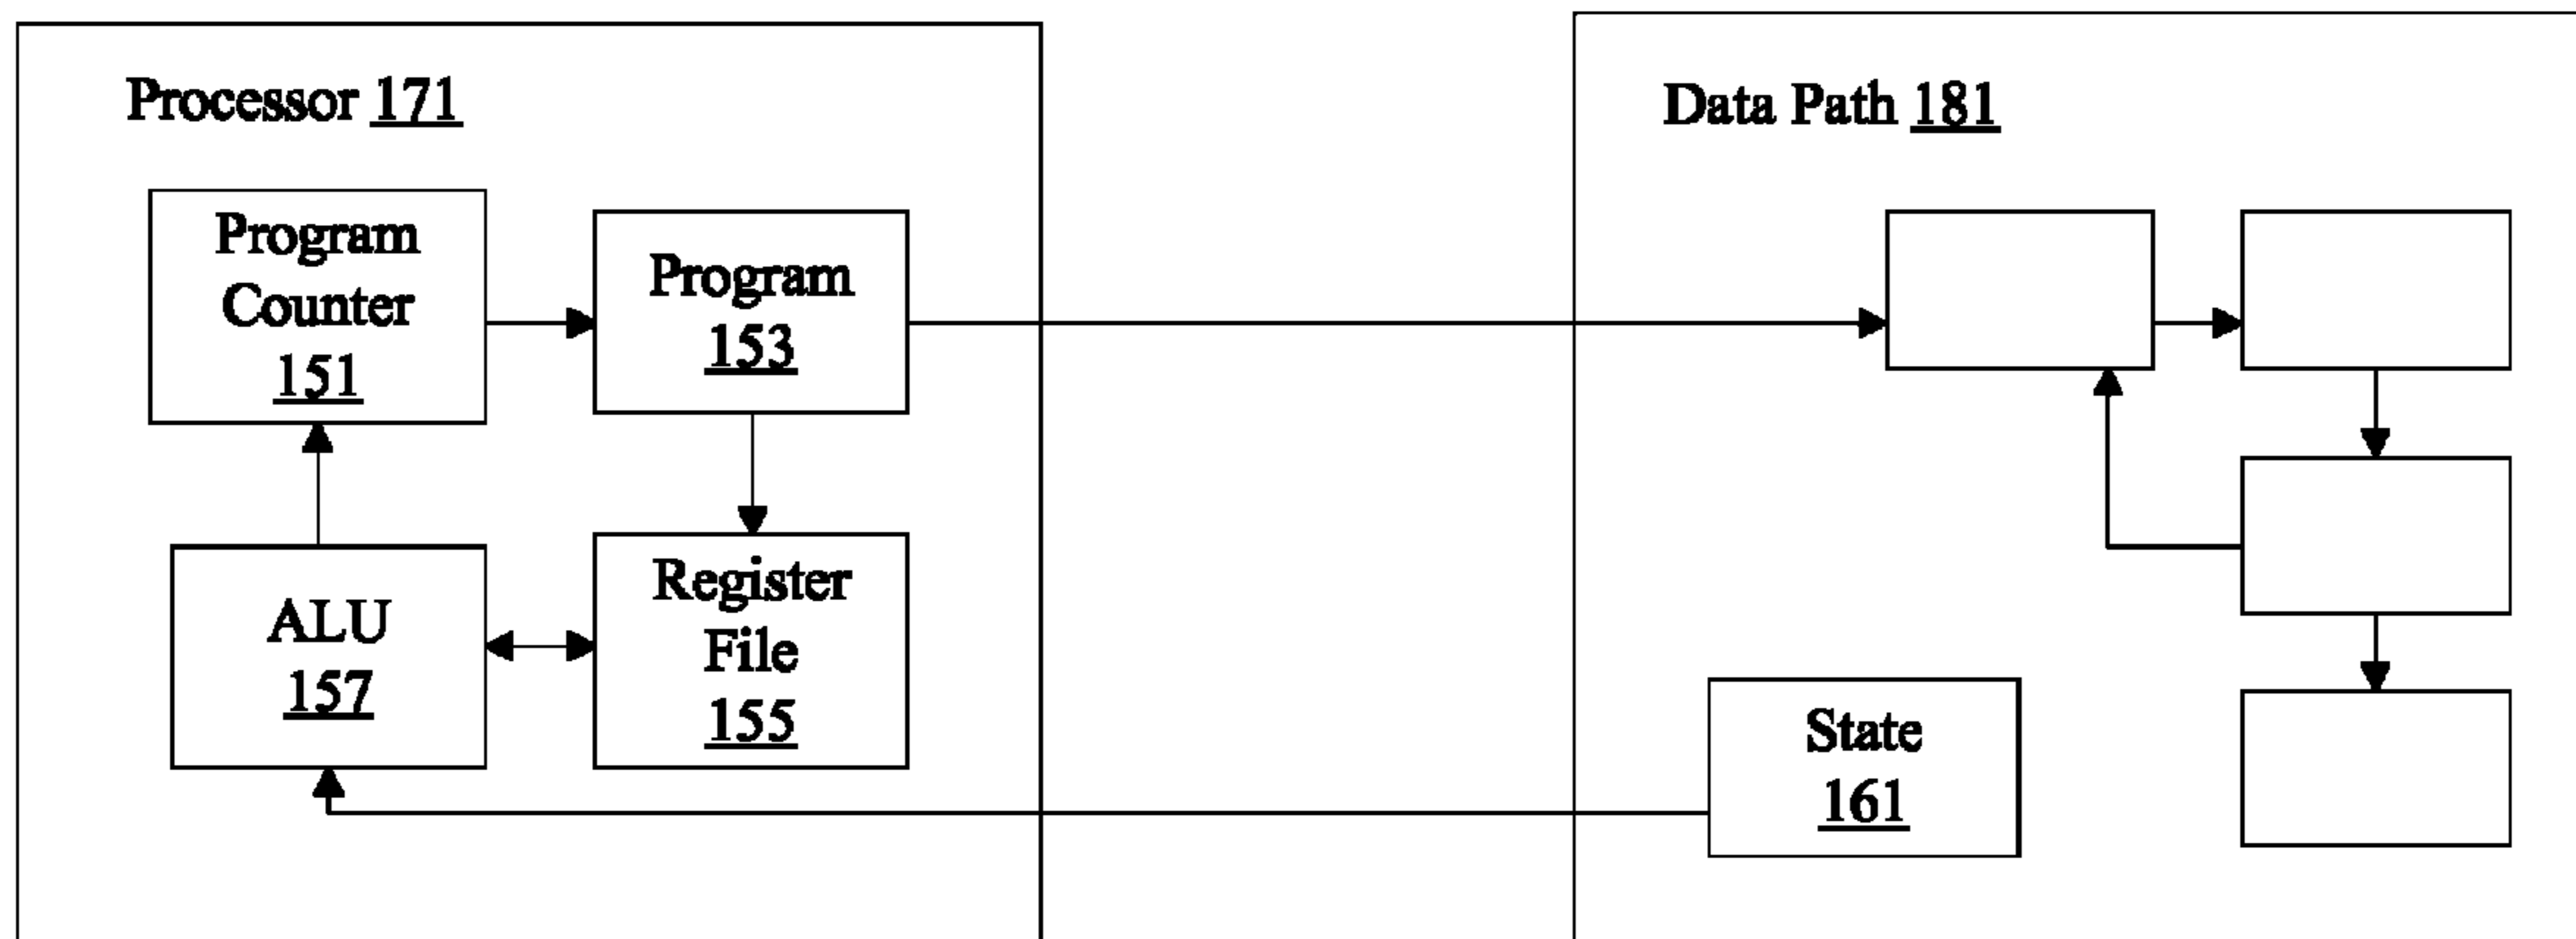 Processor 171
Data Path 181
Program
Counter
151
Program
153
ALU
157
Register
File
155
State
161